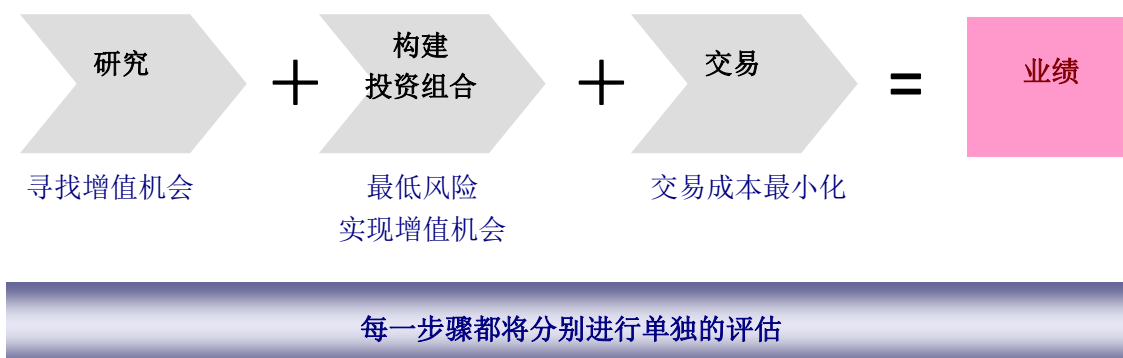 研究
+
构建
投资组合
+
交易
=
业绩
寻找增值机会
最低风险
实现增值机会
交易成本最小化
每一步骤都将分别进行单独的评估